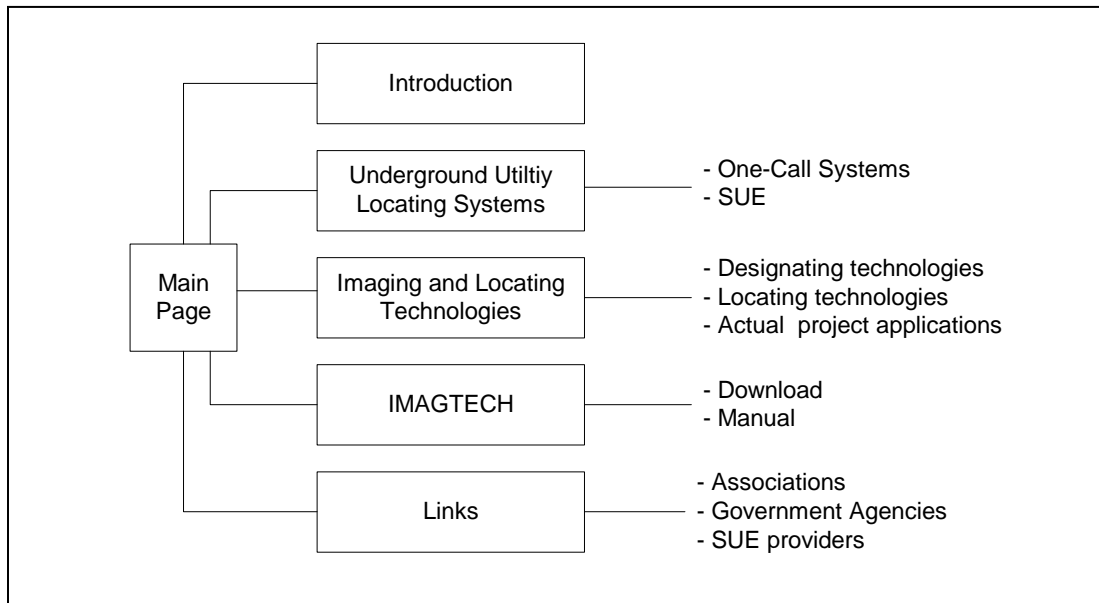 Introduction
Underground Utiltiy
Locating Systems
- One-Call Systems
- SUE
Main
Page
Imaging and Locating
Technologies
- Designating technologies
- Locating technologies
- Actual project applications
IMAGTECH
- Download
- Manual
Links
- Associations
- Government Agencies
- SUE providers